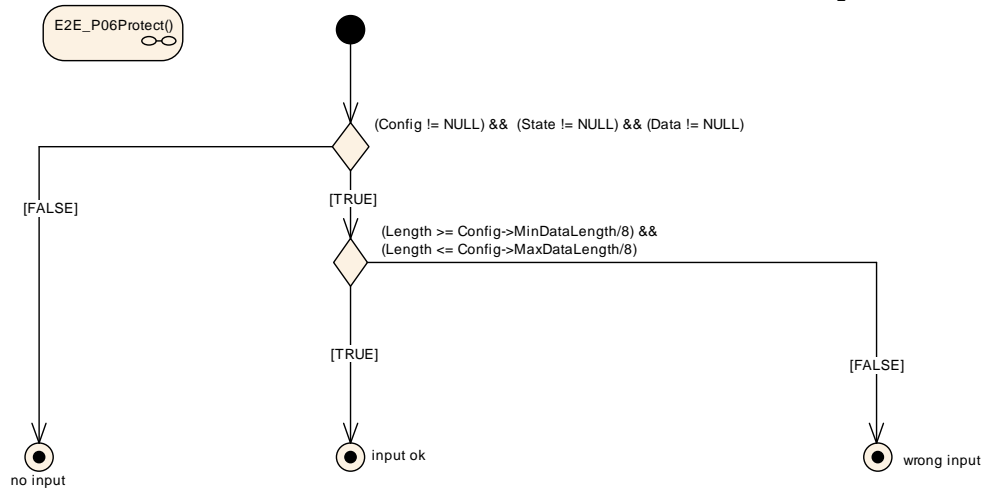 E2E_P06Protect()
(Config != NULL) && (State != NULL) && (Data != NULL)
[FALSE]
[TRUE]
(Length >= Config->MinDataLength/8) &&
(Length <= Config->MaxDataLength/8)
[TRUE]
[FALSE]
no input
input ok
wrong input